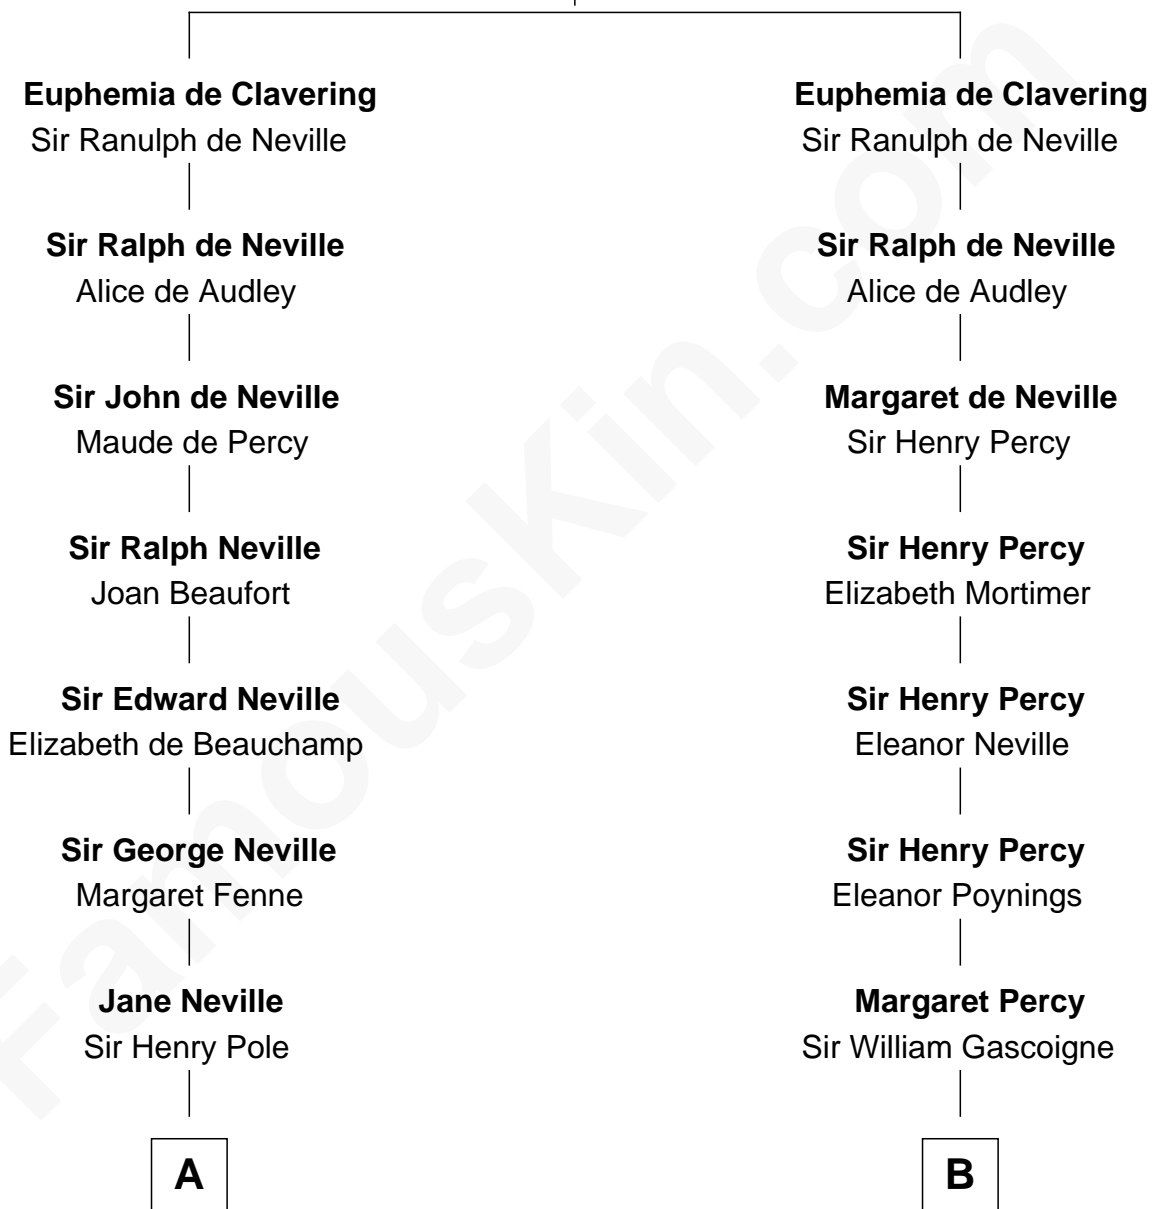 Euphemia de Clavering
Sir Ranulph de Neville
Sir Ralph de Neville
Alice de Audley
Sir John de Neville
Maude de Percy
Sir Ralph Neville
Joan Beaufort
Sir Edward Neville
Elizabeth de Beauchamp
Sir George Neville
Margaret Fenne
Jane Neville
Sir Henry Pole
A
Euphemia de Clavering
Sir Ranulph de Neville
Sir Ralph de Neville
Alice de Audley
Margaret de Neville
Sir Henry Percy
Sir Henry Percy
Elizabeth Mortimer
Sir Henry Percy
Eleanor Neville
Sir Henry Percy
Eleanor Poynings
Margaret Percy
Sir William Gascoigne
B
FamousKin.com